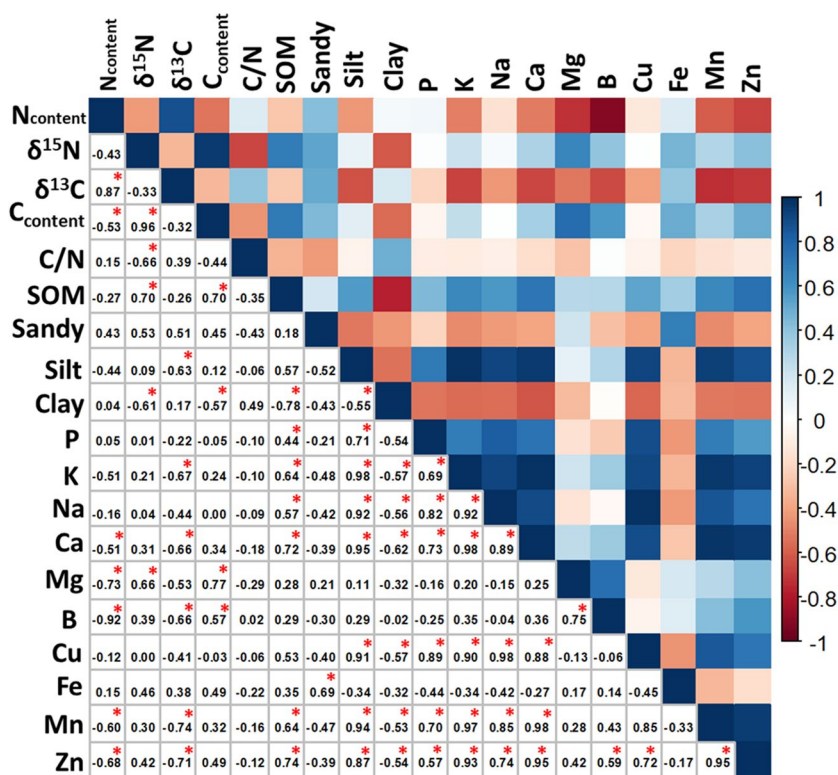 Ncontent δ¹⁵N δ¹³C Ccontent C/N SOM Sandy Silt Clay P K Na Ca Mg B Cu Fe Mn Zn
Ncontent
δ¹⁵N -0.43
δ¹³C 0.87* -0.33
Ccontent -0.53* 0.96* -0.32
C/N 0.15 -0.66* 0.39 -0.44
SOM -0.27 0.70* -0.26 0.70* -0.35
Sandy 0.43 0.53 0.51 0.45 -0.43 0.18
Silt -0.44 0.09 -0.63* 0.12 -0.06 0.57 -0.52
Clay 0.04 -0.61* 0.17 -0.57* 0.49 -0.78* -0.43 -0.55*
P 0.05 0.01 -0.22 -0.05 -0.10 0.44* -0.21 0.71* -0.54
K -0.51 0.21 -0.67* 0.24 -0.10 0.64* -0.48 0.98* -0.57* 0.69*
Na -0.16 0.04 -0.44 0.00 -0.09 0.57* -0.42 0.92* -0.56* 0.82* 0.92*
Ca -0.51* 0.31 -0.66* 0.34 -0.18 0.72* -0.39 0.95* -0.62* 0.73* 0.98* 0.89*
Mg -0.73* 0.66* -0.53 0.77* -0.29 0.28 0.21 0.11 -0.32 -0.16 0.20 -0.15 0.25
B -0.92* 0.39 -0.66* 0.57* 0.02 0.29 -0.30 0.29 -0.02 -0.25 0.35 -0.04 0.36 0.75*
Cu -0.12 0.00 -0.41 -0.03 -0.06 0.53 -0.40 0.91* -0.57* 0.89* 0.90* 0.98* 0.88* -0.13 -0.06
Fe 0.15 0.46 0.38 0.49 -0.22 0.35 0.69* -0.34 -0.32 -0.44 -0.34 -0.42 -0.27 0.17 0.14 -0.45
Mn -0.60* 0.30 -0.74* 0.32 -0.16 0.64* -0.47 0.94* -0.53* 0.70* 0.97* 0.85* 0.98* 0.28 0.43 0.85 -0.33
Zn -0.68* 0.42 -0.71* 0.49 -0.12 0.74* -0.39 0.87* -0.54* 0.57* 0.93* 0.74* 0.95* 0.42 0.59* 0.72* -0.17 0.95*
1
0.8
0.6
0.4
0.2
0
-0.2
-0.4
-0.6
-0.8
-1